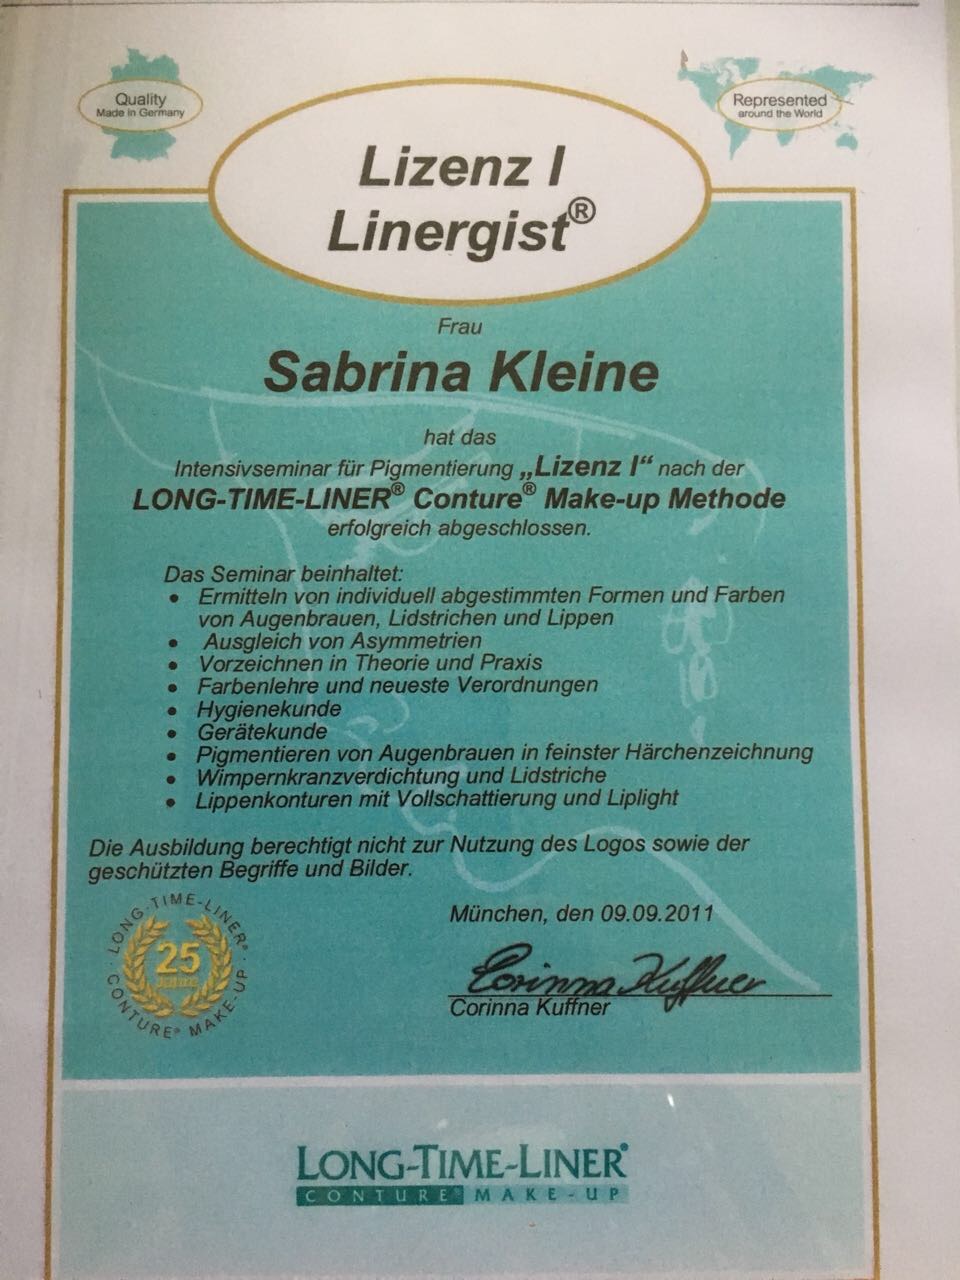 Quality
Made in Germany
Represented
around the World
Lizenz I
Linergist®
Frau
Sabrina Kleine
hat das
Intensivseminar für Pigmentierung „Lizenz I“ nach der
LONG-TIME-LINER® Conture® Make-up Methode
erfolgreich abgeschlossen.
Das Seminar beinhaltet:
• Ermitteln von individuell abgestimmten Formen und Farben
von Augenbrauen, Lidstrichen und Lippen
• Ausgleich von Asymmetrien
• Vorzeichnen in Theorie und Praxis
• Farbenlehre und neueste Verordnungen
• Hygienekunde
• Gerätekunde
• Pigmentieren von Augenbrauen in feinster Härchenzeichnung
• Wimpernkranzverdichtung und Lidstriche
• Lippenkonturen mit Vollschattierung und Liplight
Die Ausbildung berechtigt nicht zur Nutzung des Logos sowie der
geschützten Begriffe und Bilder.
München, den 09.09.2011
Corinna Kuffner
Corinna Kuffner
LONG-TIME-LINER®
25
Jahre
CONTURE® MAKE-UP
LONG-TIME-LINER®
CONTURE® MAKE-UP